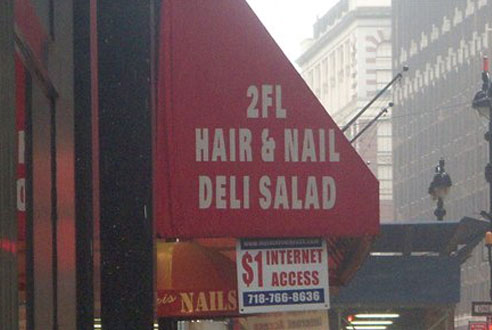 2FL
HAIR & NAIL
DELI SALAD
$1 INTERNET
ACCESS
718-766-8636
NAILS